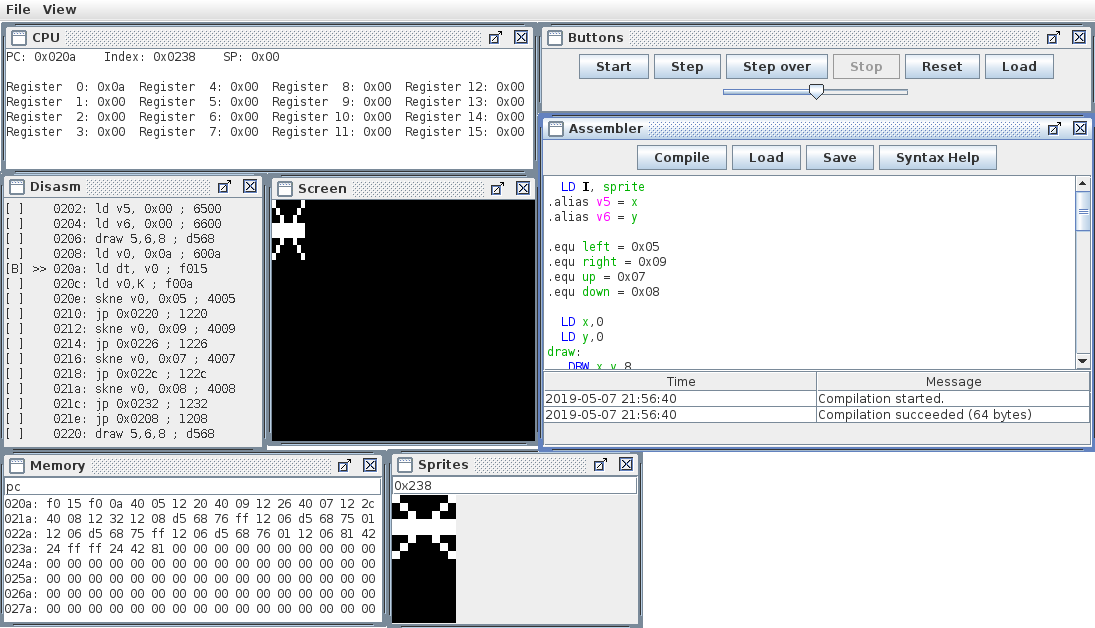 File View
CPU
PC: 0x020a Index: 0x0238 SP: 0x00
Register 0: 0x0a Register 4: 0x00 Register 8: 0x00 Register 12: 0x00
Register 1: 0x00 Register 5: 0x00 Register 9: 0x00 Register 13: 0x00
Register 2: 0x00 Register 6: 0x00 Register 10: 0x00 Register 14: 0x00
Register 3: 0x00 Register 7: 0x00 Register 11: 0x00 Register 15: 0x00
Buttons
Start Step Step over Stop Reset Load
Assembler
Compile Load Save Syntax Help
LD I, sprite
.alias v5 = x
.alias v6 = y
.equ left = 0x05
.equ right = 0x09
.equ up = 0x07
.equ down = 0x08
LD x,0
LD y,0
draw:
DRW x,y,8
Time Message
2019-05-07 21:56:40 Compilation started.
2019-05-07 21:56:40 Compilation succeeded (64 bytes)
Disasm
[ ] 0202: ld v5, 0x00 ; 6500
[ ] 0204: ld v6, 0x00 ; 6600
[ ] 0206: draw 5,6,8 ; d568
[ ] 0208: ld v0, 0x0a ; 600a
[B] >> 020a: ld dt, v0 ; f015
[ ] 020c: ld v0,K ; f00a
[ ] 020e: skne v0, 0x05 ; 4005
[ ] 0210: jp 0x0220 ; 1220
[ ] 0212: skne v0, 0x09 ; 4009
[ ] 0214: jp 0x0226 ; 1226
[ ] 0216: skne v0, 0x07 ; 4007
[ ] 0218: jp 0x022c ; 122c
[ ] 021a: skne v0, 0x08 ; 4008
[ ] 021c: jp 0x0232 ; 1232
[ ] 021e: jp 0x0208 ; 1208
[ ] 0220: draw 5,6,8 ; d568
Screen
Memory
pc
020a: f0 15 f0 0a 40 05 12 20 40 09 12 26 40 07 12 2c
021a: 40 08 12 32 12 08 d5 68 76 ff 12 06 d5 68 75 01
022a: 12 06 d5 68 75 ff 12 06 d5 68 76 01 12 06 81 42
023a: 24 ff ff 24 42 81 00 00 00 00 00 00 00 00 00 00
024a: 00 00 00 00 00 00 00 00 00 00 00 00 00 00 00 00
025a: 00 00 00 00 00 00 00 00 00 00 00 00 00 00 00 00
026a: 00 00 00 00 00 00 00 00 00 00 00 00 00 00 00 00
027a: 00 00 00 00 00 00 00 00 00 00 00 00 00 00 00 00
Sprites
0x238